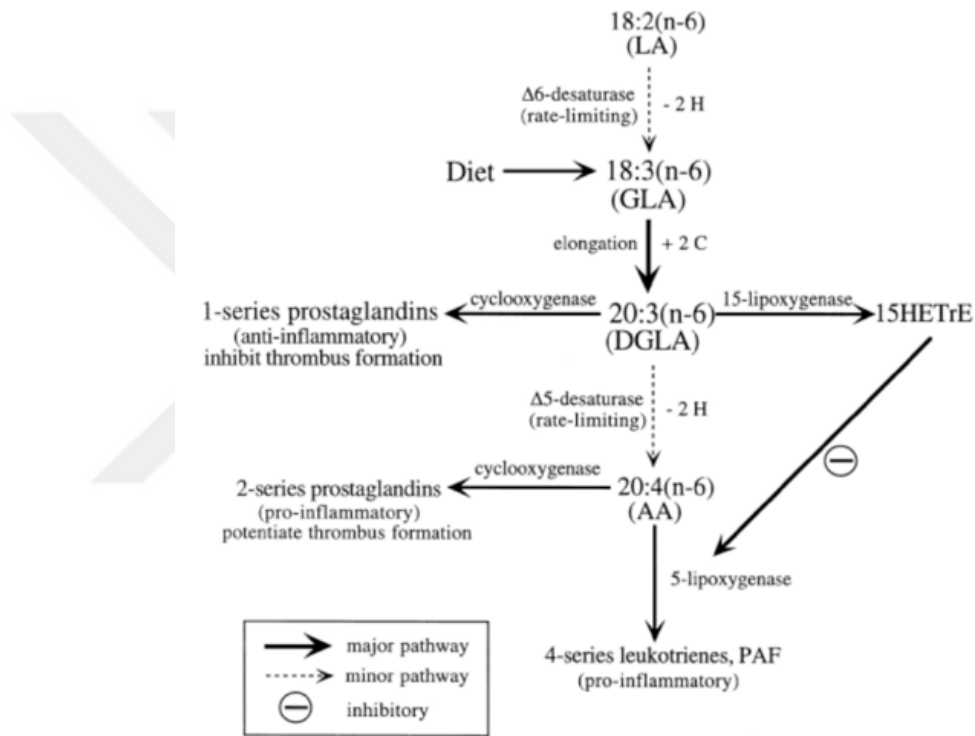 18:2(n-6)
(LA)
Δ6-desaturase
(rate-limiting)
- 2 H
Diet
18:3(n-6)
(GLA)
elongation
+ 2 C
1-series prostaglandins
(anti-inflammatory)
inhibit thrombus formation
cyclooxygenase
20:3(n-6)
(DGLA)
15-lipoxygenase
15HETrE
Δ5-desaturase
(rate-limiting)
- 2 H
2-series prostaglandins
(pro-inflammatory)
potentiate thrombus formation
cyclooxygenase
20:4(n-6)
(AA)
5-lipoxygenase
4-series leukotrienes, PAF
(pro-inflammatory)
major pathway
minor pathway
inhibitory